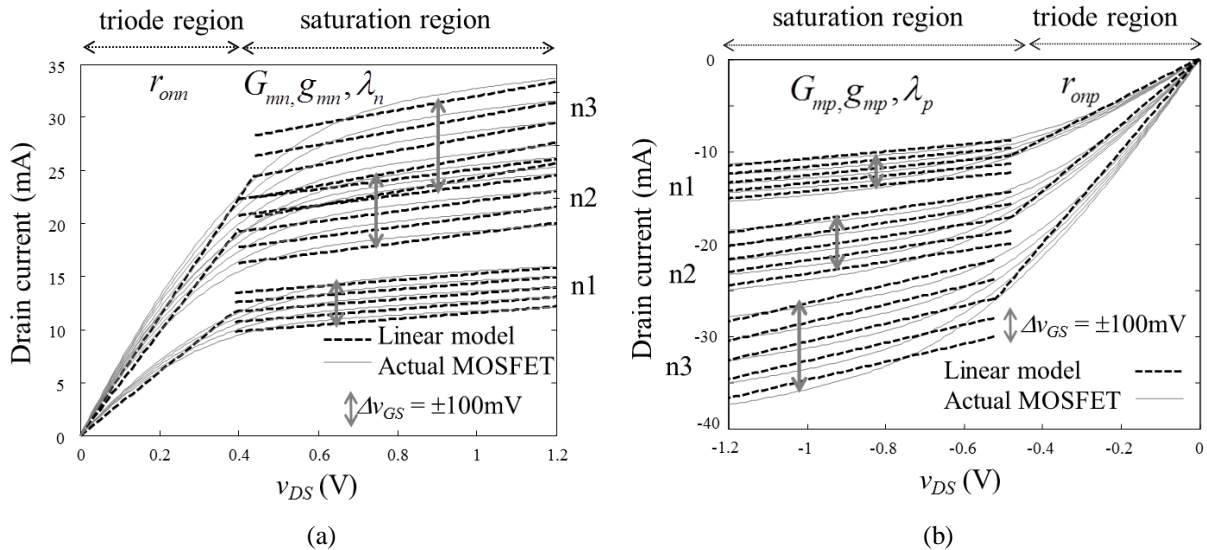 triode region saturation region
35
30
25
20
15
10
5
0
Drain current (mA)
r_onn
G_mn, g_mn, λ_n
n3
n2
n1
Linear model
Actual MOSFET
Δv_GS = ±100mV
0 0.2 0.4 0.6 0.8 1 1.2
v_DS (V)
(a)
saturation region triode region
0
-10
-20
-30
-40
Drain current (mA)
G_mp, g_mp, λ_p
r_onp
n1
n2
n3
Δv_GS = ±100mV
Linear model
Actual MOSFET
-1.2 -1 -0.8 -0.6 -0.4 -0.2 0
v_DS (V)
(b)